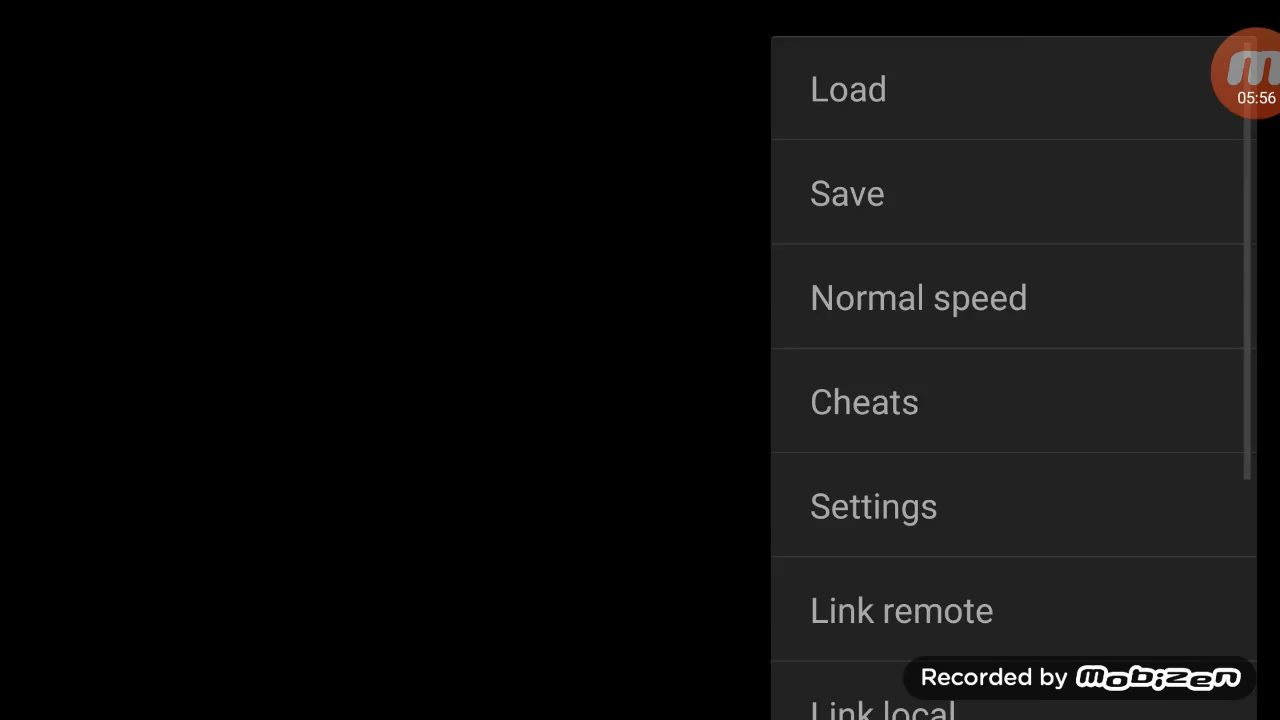 Load
05:56
Save
Normal speed
Cheats
Settings
Link remote
Recorded by mobizen
Link local